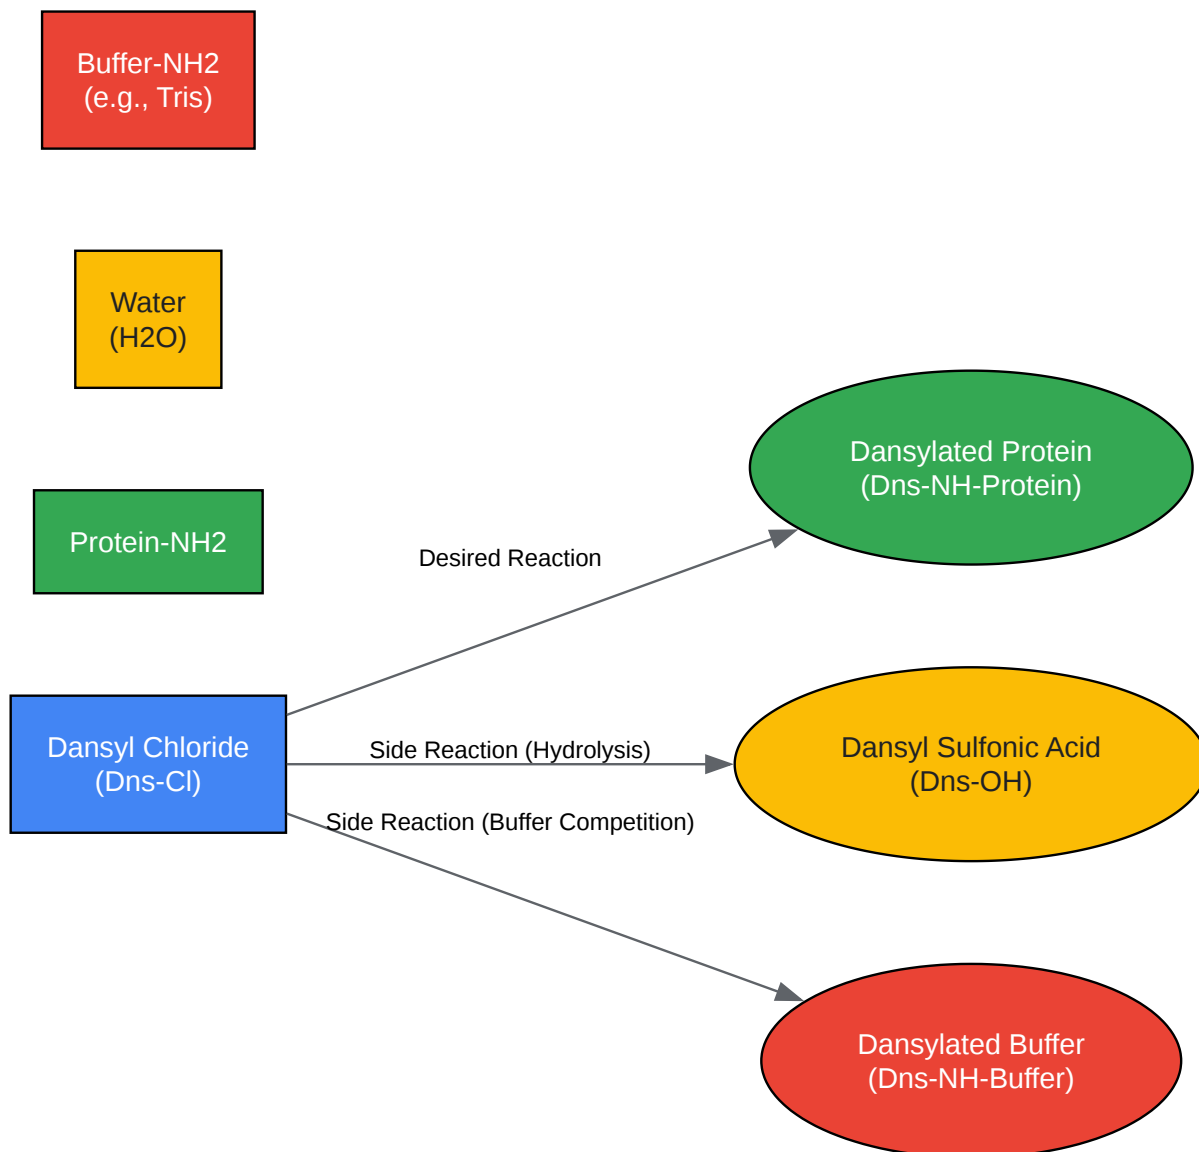 Buffer-NH2
(e.g., Tris)
Water
(H2O)
Protein-NH2
Dansyl Chloride
(Dns-Cl)
Desired Reaction
Side Reaction (Hydrolysis)
Side Reaction (Buffer Competition)
Dansylated Protein
(Dns-NH-Protein)
Dansyl Sulfonic Acid
(Dns-OH)
Dansylated Buffer
(Dns-NH-Buffer)